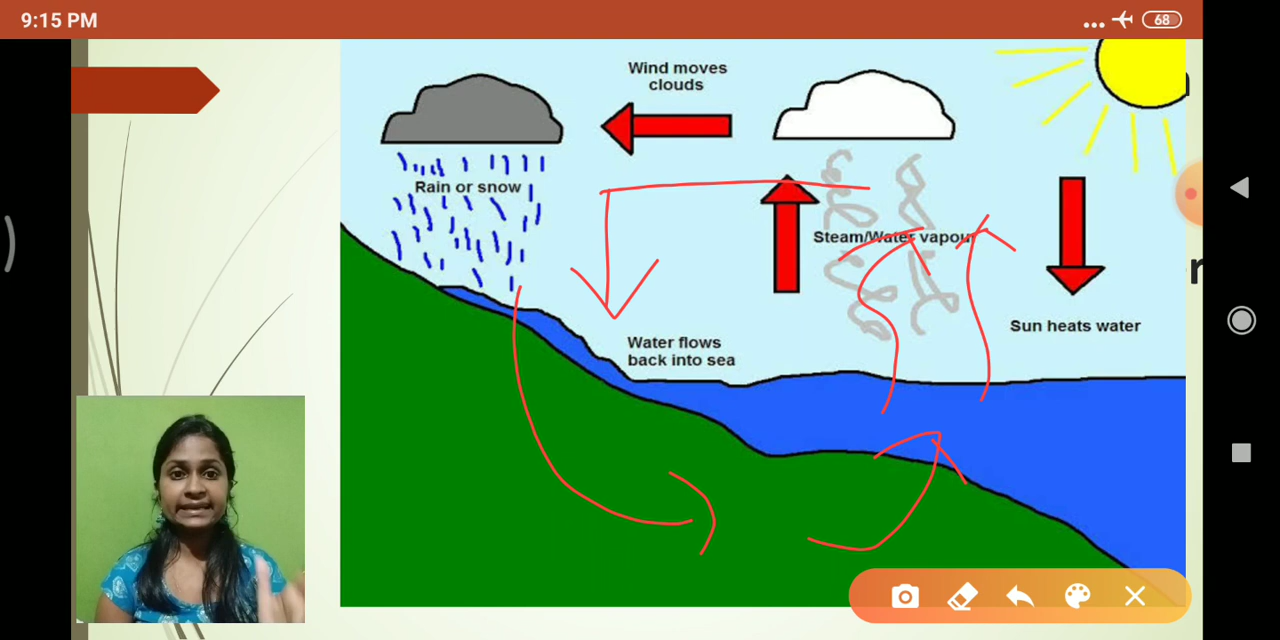 9:15 PM
68
Wind moves
clouds
Rain or snow
Steam/Water vapour
Sun heats water
Water flows
back into sea